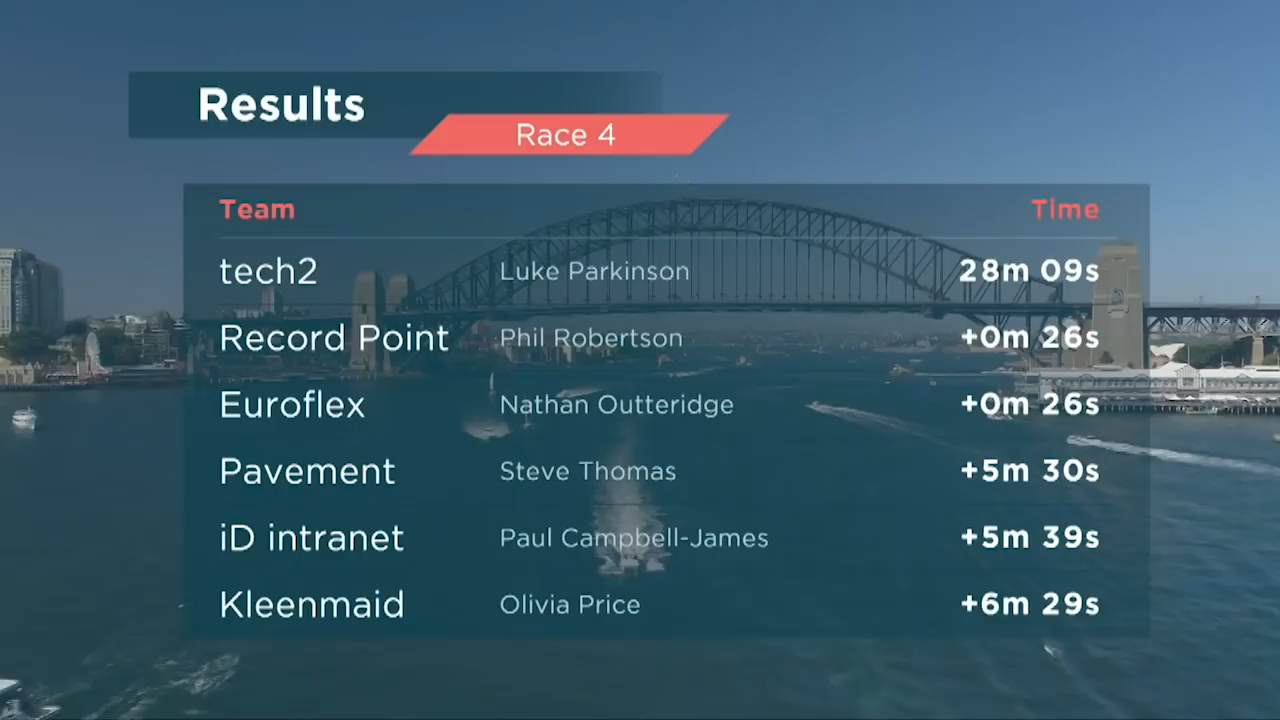 Results
Race 4
Team Time
tech2 Luke Parkinson 28m 09s
Record Point Phil Robertson +0m 26s
Euroflex Nathan Outteridge +0m 26s
Pavement Steve Thomas +5m 30s
iD intranet Paul Campbell-James +5m 39s
Kleenmaid Olivia Price +6m 29s